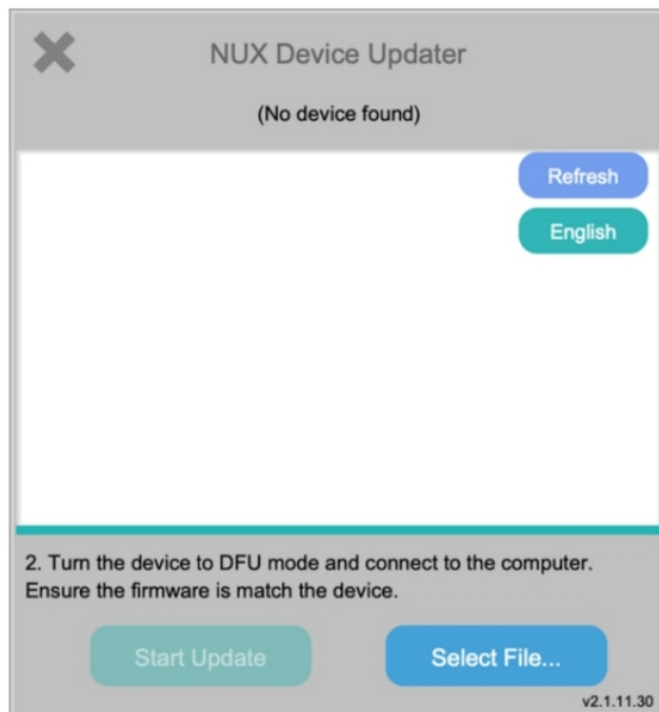 NUX Device Updater
(No device found)
Refresh
English
2. Turn the device to DFU mode and connect to the computer.
Ensure the firmware is match the device.
Start Update
Select File...
v2.1.11.30